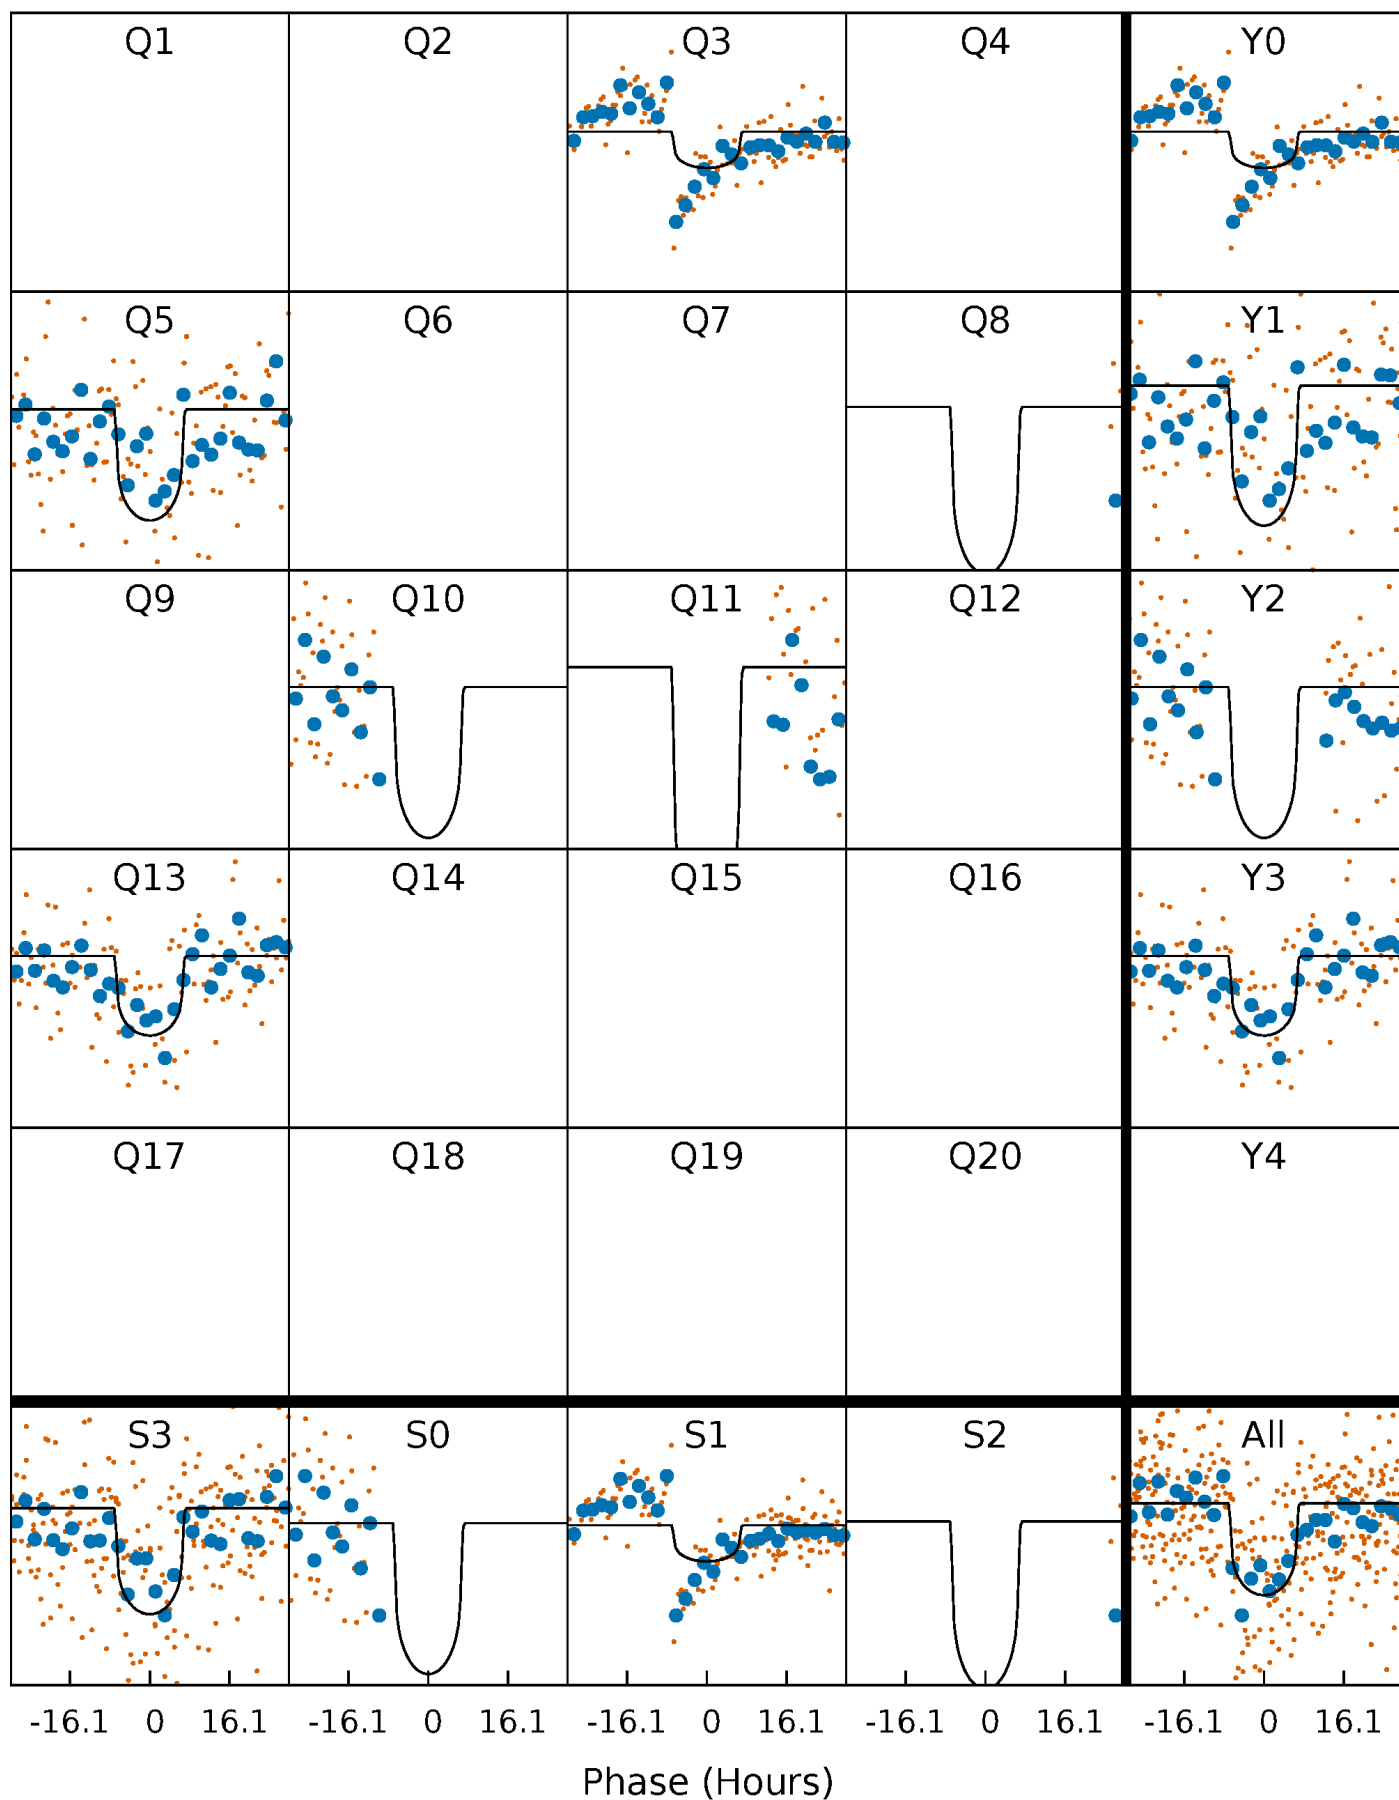 Q1 Q2 Q3 Q4 Y0
Q5 Q6 Q7 Q8 Y1
Q9 Q10 Q11 Q12 Y2
Q13 Q14 Q15 Q16 Y3
Q17 Q18 Q19 Q20 Y4
S3 S0 S1 S2 All
-16.1 0 16.1 -16.1 0 16.1 -16.1 0 16.1 -16.1 0 16.1 -16.1 0 16.1
Phase (Hours)